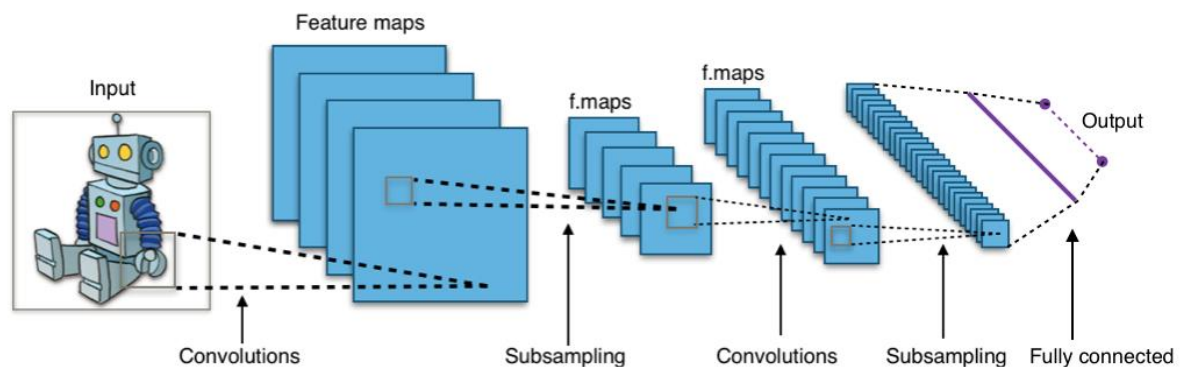 Feature maps
f.maps
Input
f.maps
Output
Convolutions
Subsampling
Convolutions
Subsampling
Fully connected